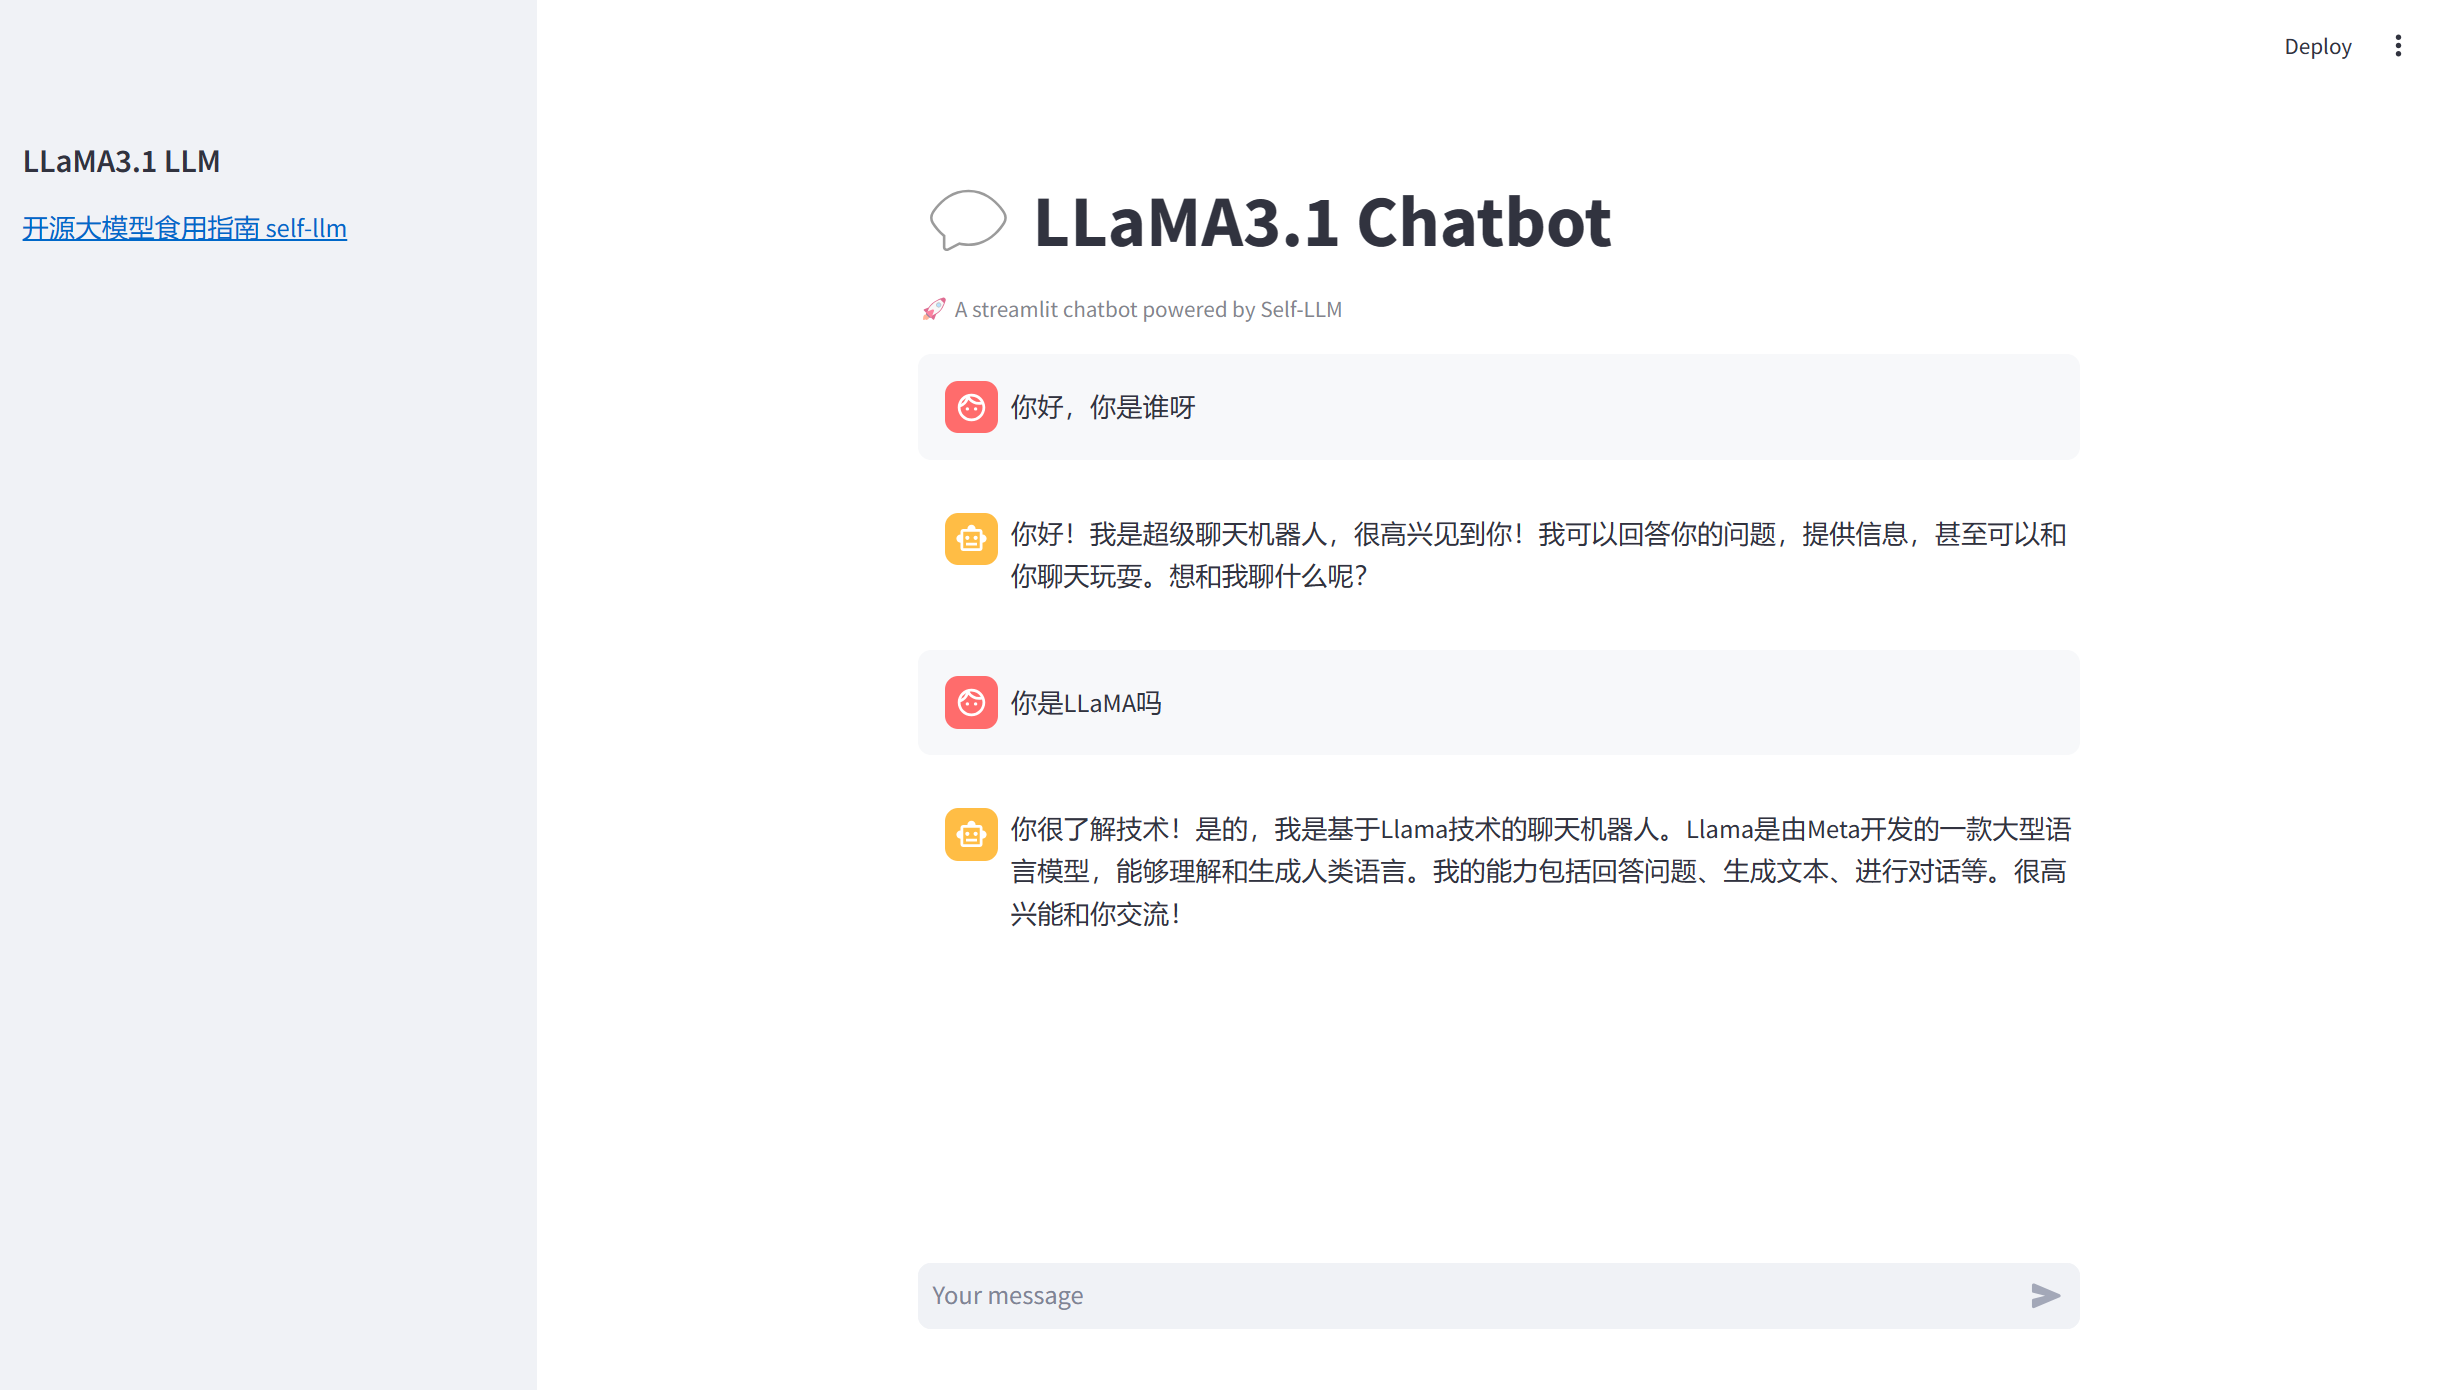 Deploy
LLaMA3.1 LLM
开源大模型食用指南 self-llm
LLaMA3.1 Chatbot
🚀 A streamlit chatbot powered by Self-LLM
你好，你是谁呀
你好！我是超级聊天机器人，很高兴见到你！我可以回答你的问题，提供信息，甚至可以和
你聊天玩耍。想和我聊什么呢？
你是LLaMA吗
你很了解技术！是的，我是基于Llama技术的聊天机器人。Llama是由Meta开发的一款大型语
言模型，能够理解和生成人类语言。我的能力包括回答问题、生成文本、进行对话等。很高
兴能和你交流！
Your message